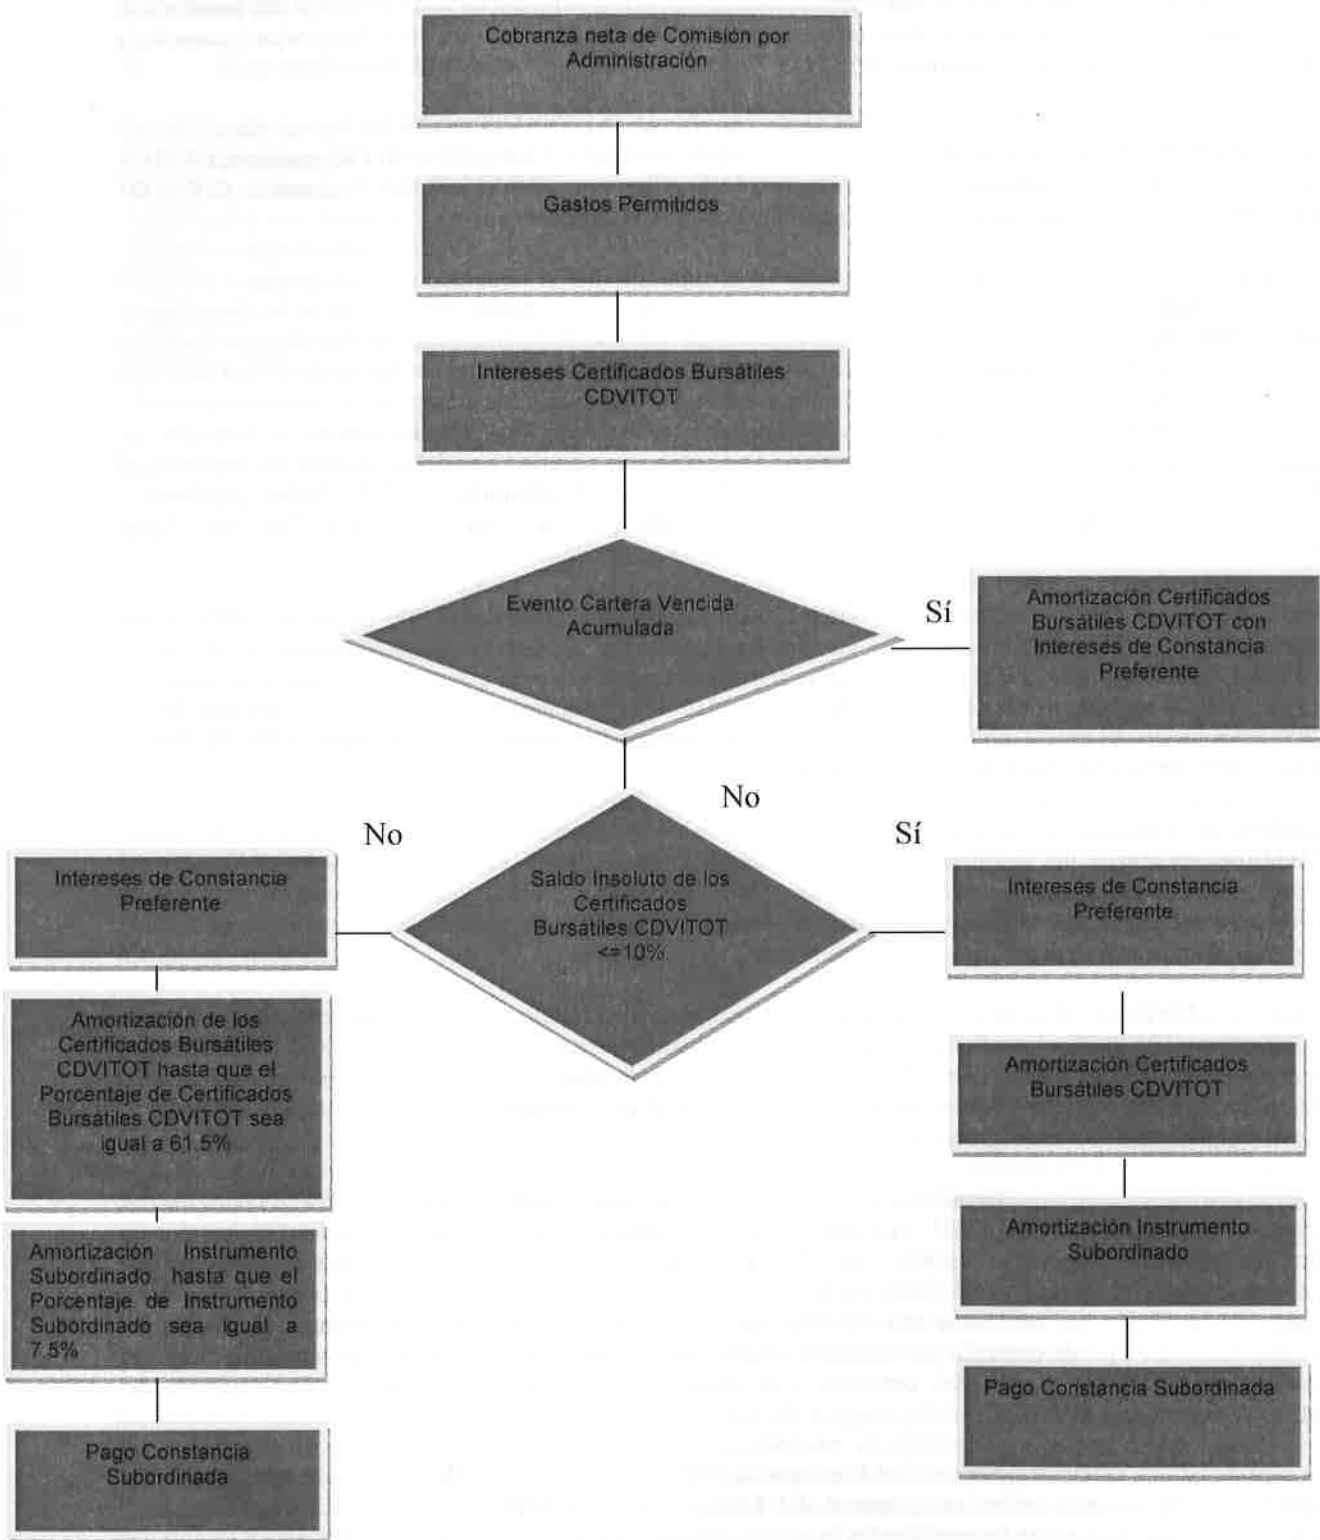 Cobranza neta de Comisión por
Administración
Gastos Permitidos
Intereses Certificados Bursátiles
CDVITOT
Evento Cartera Vencida
Acumulada
Sí
Amortización Certificados
Bursátiles CDVITOT con
Intereses de Constancia
Preferente
No
No
Sí
Intereses de Constancia
Preferente
Saldo Insoluto de los
Certificados
Bursátiles CDVITOT
<=10%
Intereses de Constancia
Preferente
Amortización de los
Certificados Bursátiles
CDVITOT hasta que el
Porcentaje de Certificados
Bursátiles CDVITOT sea
igual a 61.5%
Amortización Certificados
Bursátiles CDVITOT
Amortización Instrumento
Subordinado hasta que el
Porcentaje de Instrumento
Subordinado sea igual a
7.5%
Amortización Instrumento
Subordinado
Pago Constancia
Subordinada
Pago Constancia Subordinada